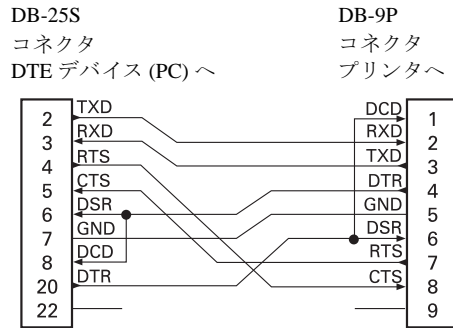 DB-25S
コネクタ
DTE デバイス (PC) へ
DB-9P
コネクタ
プリンタへ
2 TXD
3 RXD
4 RTS
5 CTS
6 DSR
7 GND
8 DCD
20 DTR
22
DCD 1
RXD 2
TXD 3
DTR 4
GND 5
DSR 6
RTS 7
CTS 8
9